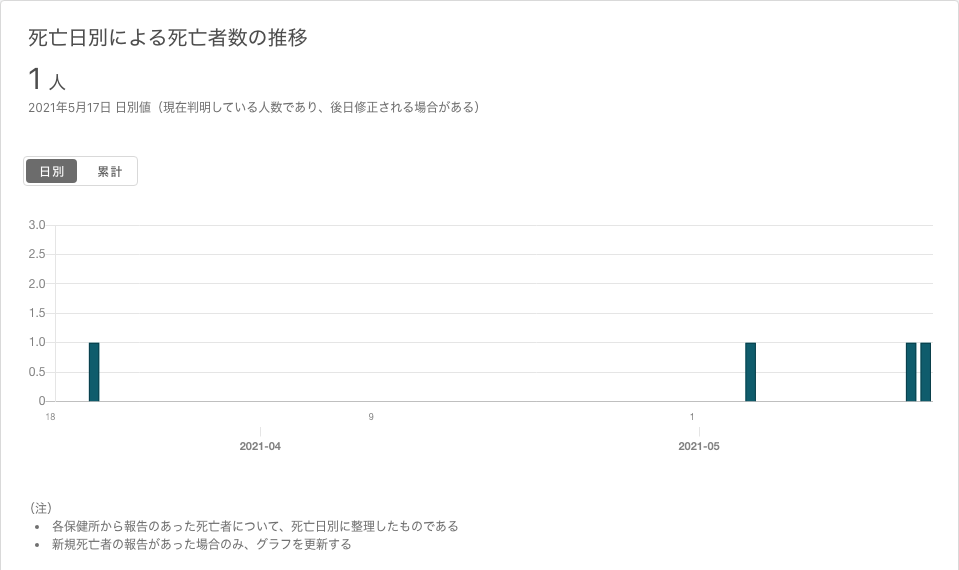 死亡日別による死亡者数の推移
1 人
2021年5月17日 日別値（現在判明している人数であり、後日修正される場合がある）
日別 累計
3.0
2.5
2.0
1.5
1.0
0.5
0
18 9 1
2021-04 2021-05
（注）
• 各保健所から報告のあった死亡者について、死亡日別に整理したものである
• 新規死亡者の報告があった場合のみ、グラフを更新する